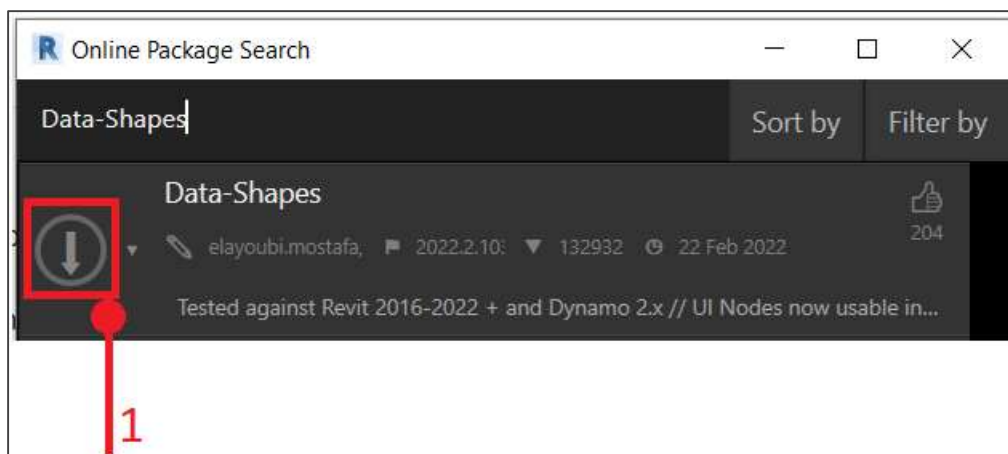 R Online Package Search
Data-Shapes
Sort by
Filter by
Data-Shapes
elayoubi.mostafa, 2022.2.10: 132932 22 Feb 2022
204
Tested against Revit 2016-2022 + and Dynamo 2.x // UI Nodes now usable in...
1